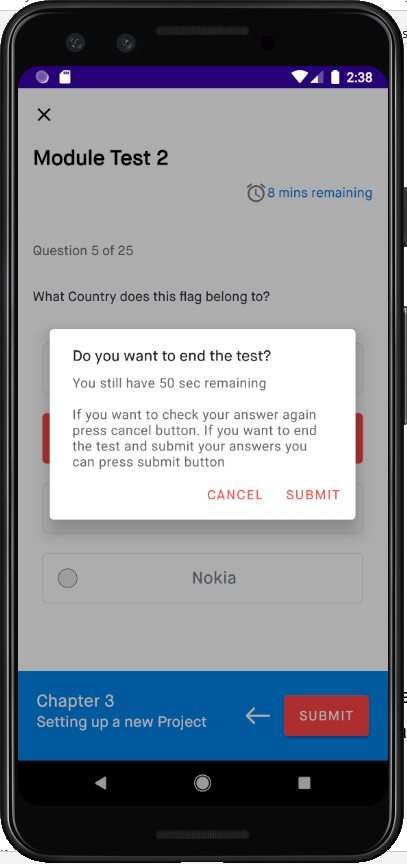 2:38
Module Test 2
8 mins remaining
Question 5 of 25
What Country does this flag belong to?
Do you want to end the test?
You still have 50 sec remaining
If you want to check your answer again
press cancel button. If you want to end
the test and submit your answers you
can press submit button
CANCEL SUBMIT
Nokia
Chapter 3
Setting up a new Project
SUBMIT